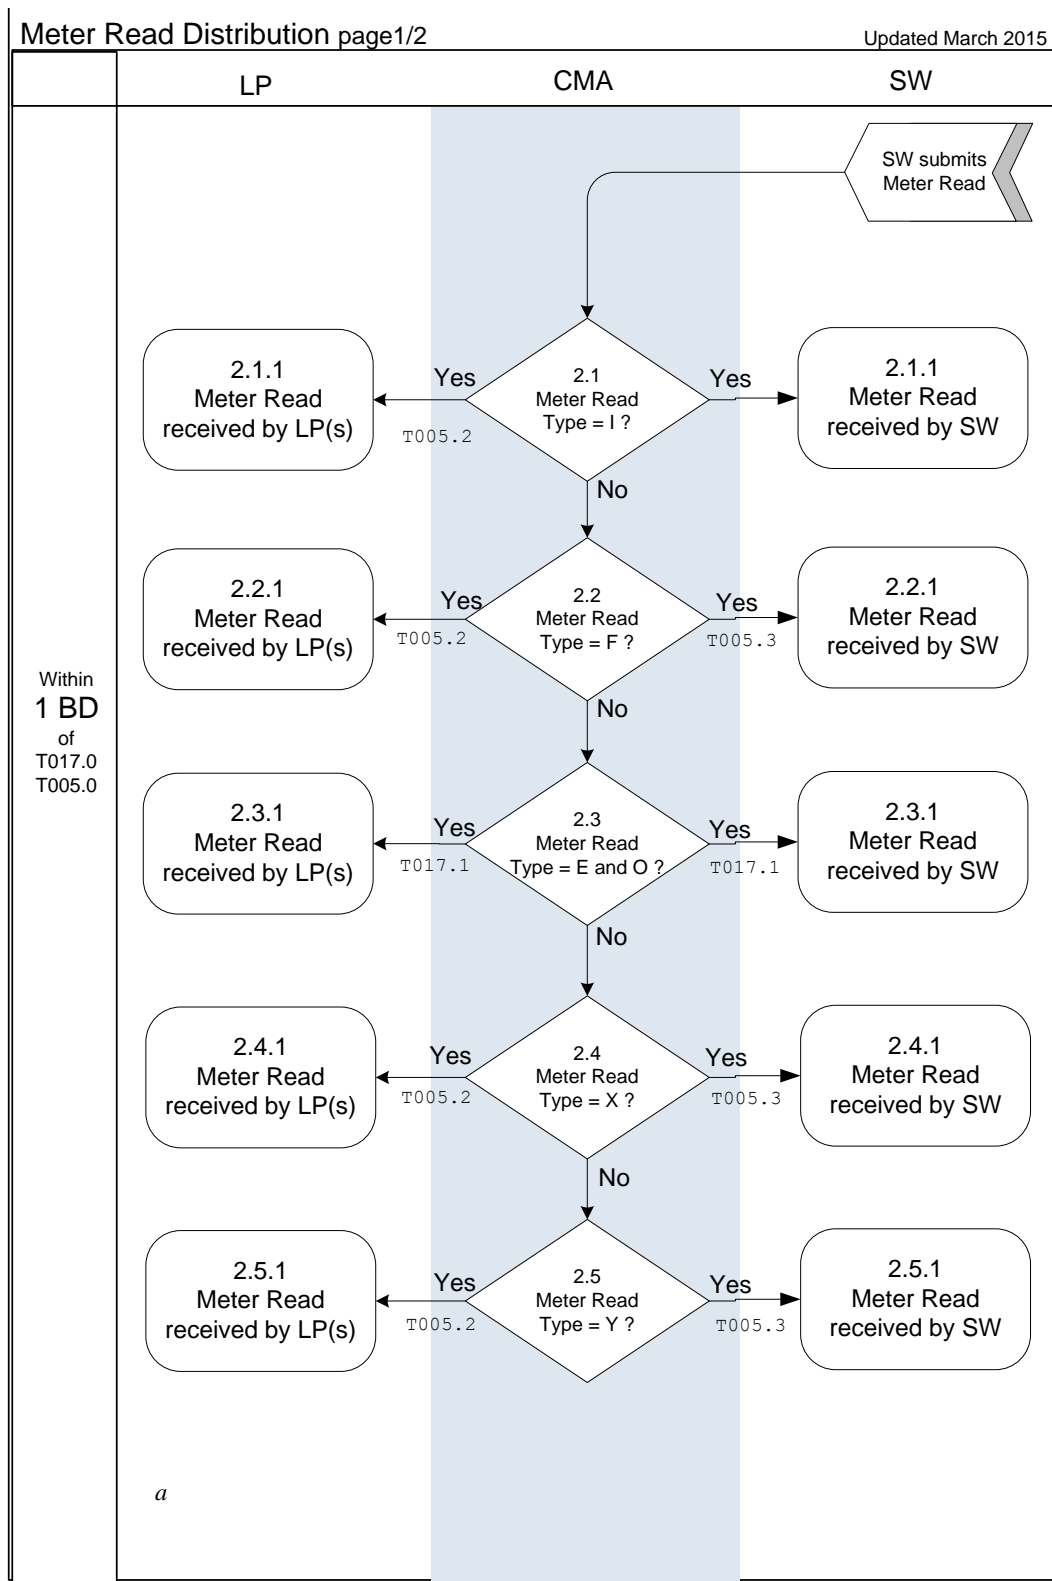 Meter Read Distribution page1/2
Updated March 2015
LP
CMA
SW
SW submits
Meter Read
2.1.1
Meter Read
received by LP(s)
Yes
T005.2
2.1
Meter Read
Type = I ?
Yes
2.1.1
Meter Read
received by SW
No
2.2.1
Meter Read
received by LP(s)
Yes
T005.2
2.2
Meter Read
Type = F ?
Yes
T005.3
2.2.1
Meter Read
received by SW
No
Within
1 BD
of
T017.0
T005.0
2.3.1
Meter Read
received by LP(s)
Yes
T017.1
2.3
Meter Read
Type = E and O ?
Yes
T017.1
2.3.1
Meter Read
received by SW
No
2.4.1
Meter Read
received by LP(s)
Yes
T005.2
2.4
Meter Read
Type = X ?
Yes
T005.3
2.4.1
Meter Read
received by SW
No
2.5.1
Meter Read
received by LP(s)
Yes
T005.2
2.5
Meter Read
Type = Y ?
Yes
T005.3
2.5.1
Meter Read
received by SW
a